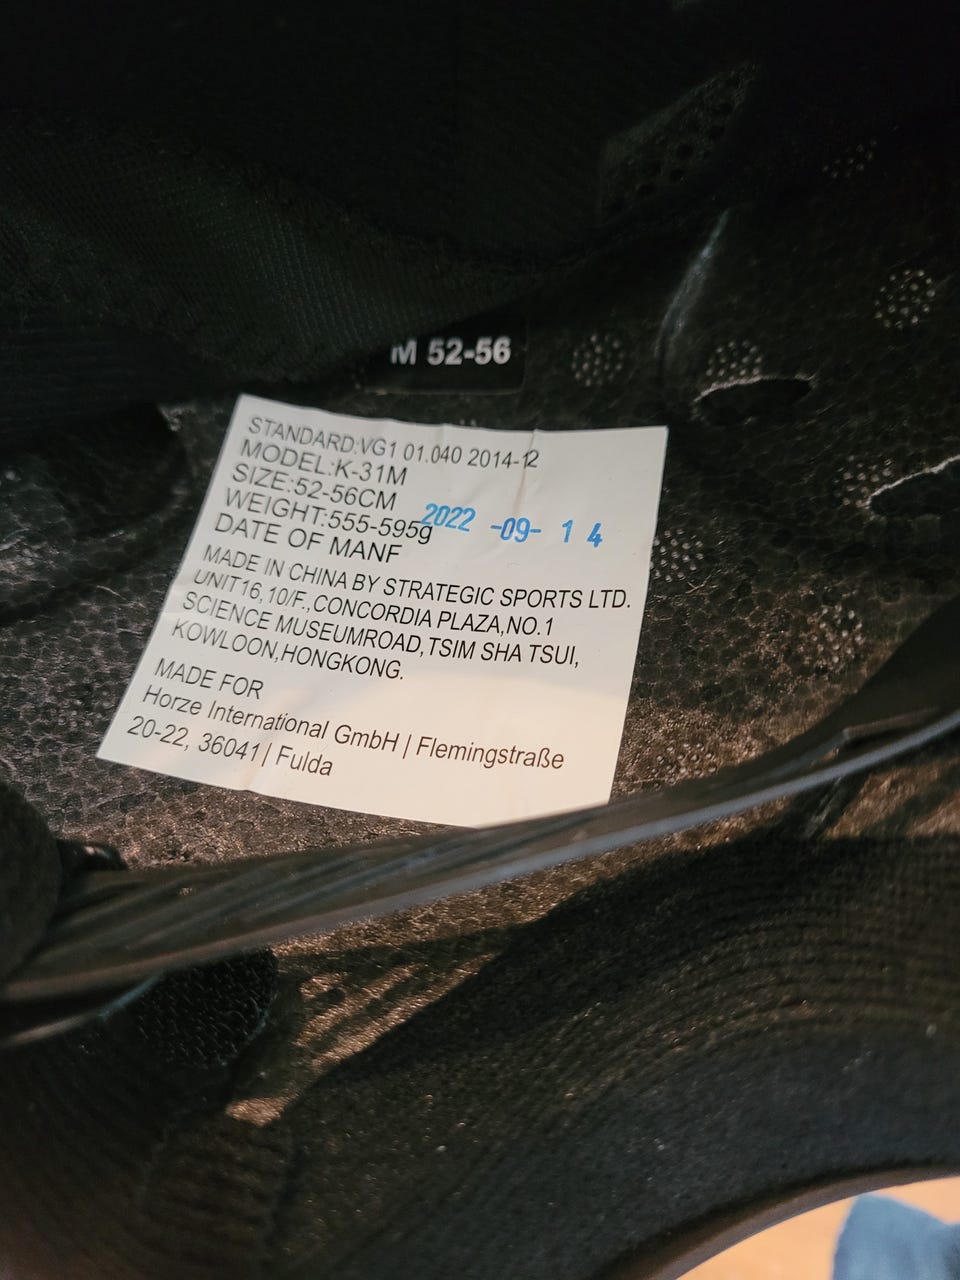 M 52-56
STANDARD:VG1 01.040 2014-12
MODEL:K-31M
SIZE:52-56CM
WEIGHT:555-595g
2022 -09- 14
DATE OF MANF
MADE IN CHINA BY STRATEGIC SPORTS LTD.
UNIT16,10/F.,CONCORDIA PLAZA,NO.1
SCIENCE MUSEUMROAD,TSIM SHA TSUI,
KOWLOON,HONGKONG.
MADE FOR
Horze International GmbH | Flemingstraße
20-22, 36041 | Fulda